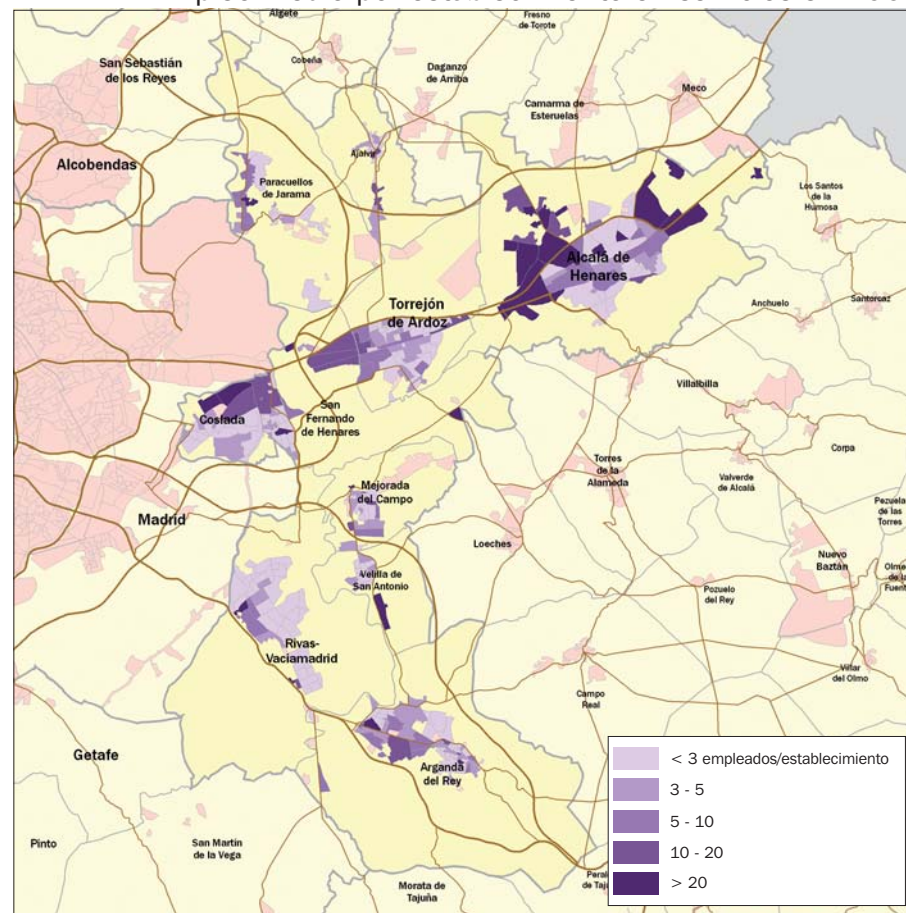 Algete
Fresno
de Torote
San Sebastián
de los Reyes
Cobeña
Daganzo
de Arriba
Camarma de
Esteruelas
Meco
Alcobendas
Ajalvir
Paracuellos
de Jarama
Los Santos
de la
Humosa
Alcalá de
Henares
Torrejón
de Ardoz
Anchuelo
Santorcaz
Villalbilla
Coslada
San
Fernando
de Henares
Corpa
Torres
de la
Alameda
Valverde
de Alcalá
Mejorada
del Campo
Pezuela
de las
Torres
Madrid
Loeches
Nuevo
Baztán
Velilla de
San Antonio
Pozuelo
del Rey
Rivas-
Vaciamadrid
Villar
del Olmo
Campo
Real
Getafe
Arganda
del Rey
Pinto
San Martín
de la Vega
Morata de
Tajuña
< 3 empleados/establecimiento
3 - 5
5 - 10
10 - 20
> 20